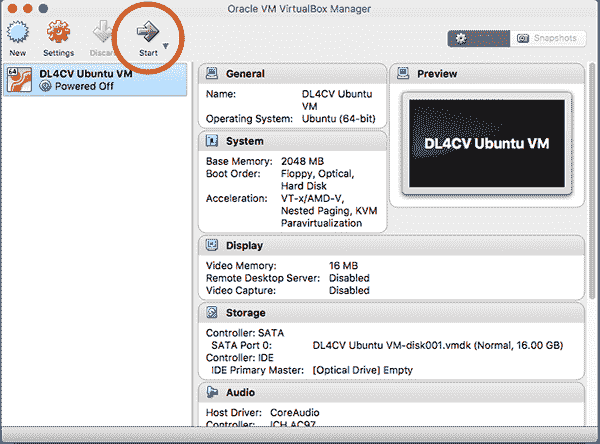 Oracle VM VirtualBox Manager
New Settings Discard Start Snapshots
64 DL4CV Ubuntu VM
Powered Off
General
Name: DL4CV Ubuntu
VM
Operating System: Ubuntu (64-bit)
Preview
DL4CV Ubuntu VM
System
Base Memory: 2048 MB
Boot Order: Floppy, Optical,
Hard Disk
Acceleration: VT-x/AMD-V,
Nested Paging, KVM
Paravirtualization
Display
Video Memory: 16 MB
Remote Desktop Server: Disabled
Video Capture: Disabled
Storage
Controller: SATA
SATA Port 0: DL4CV Ubuntu VM-disk001.vmdk (Normal, 16.00 GB)
Controller: IDE
IDE Primary Master: [Optical Drive] Empty
Audio
Host Driver: CoreAudio
Controller: ICH AC97